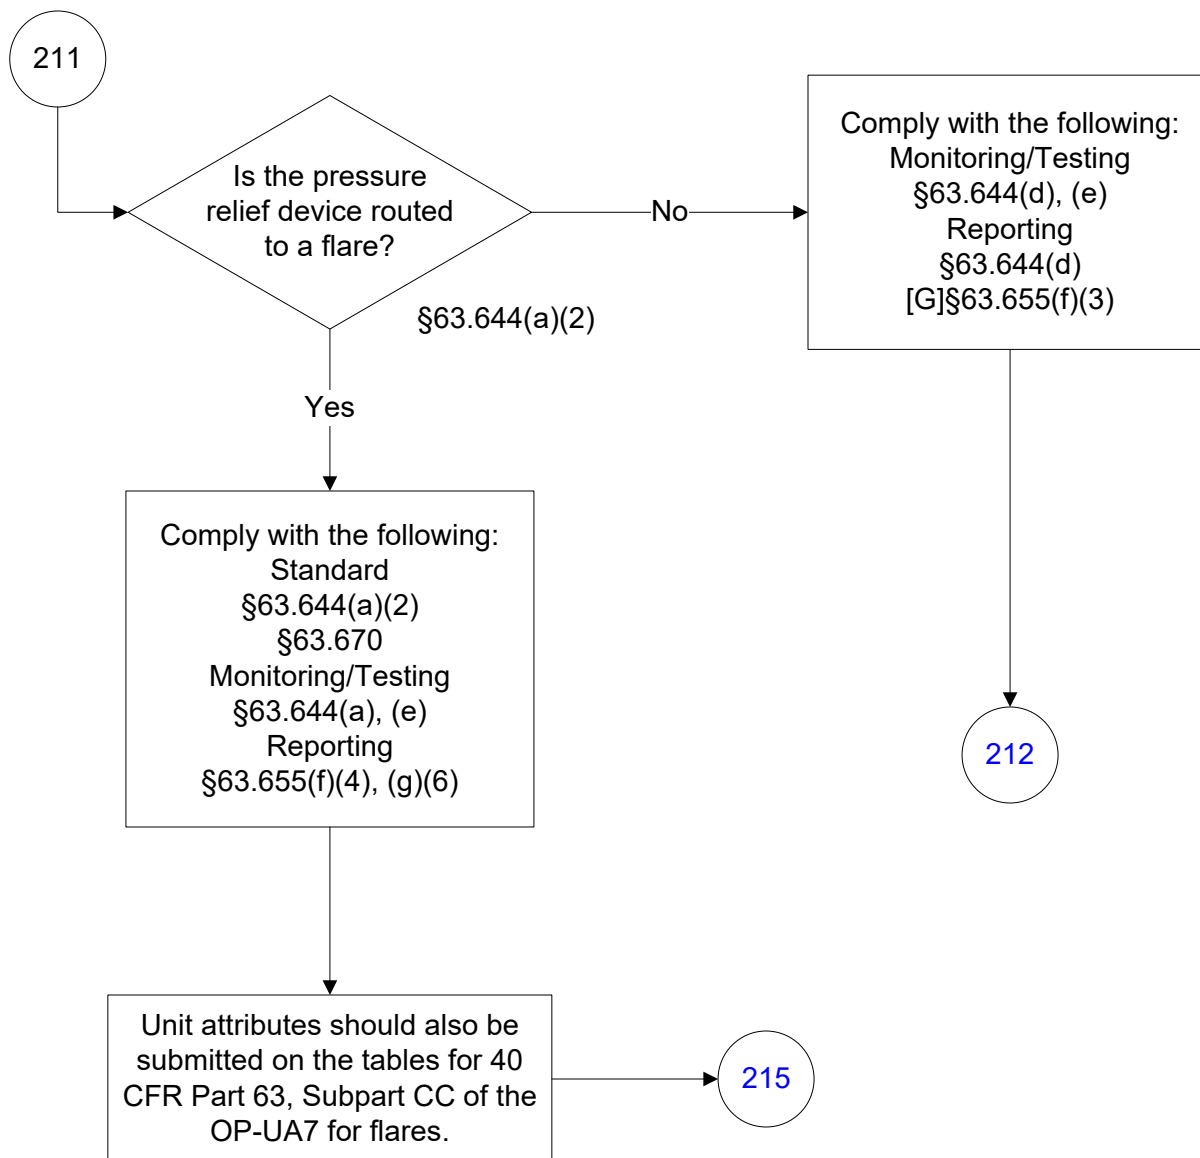 211
Is the pressure
relief device routed
to a flare?
No
Comply with the following:
Monitoring/Testing
§63.644(d), (e)
Reporting
§63.644(d)
[G]§63.655(f)(3)
§63.644(a)(2)
Yes
Comply with the following:
Standard
§63.644(a)(2)
§63.670
Monitoring/Testing
§63.644(a), (e)
Reporting
§63.655(f)(4), (g)(6)
212
Unit attributes should also be
submitted on the tables for 40
CFR Part 63, Subpart CC of the
OP-UA7 for flares.
215